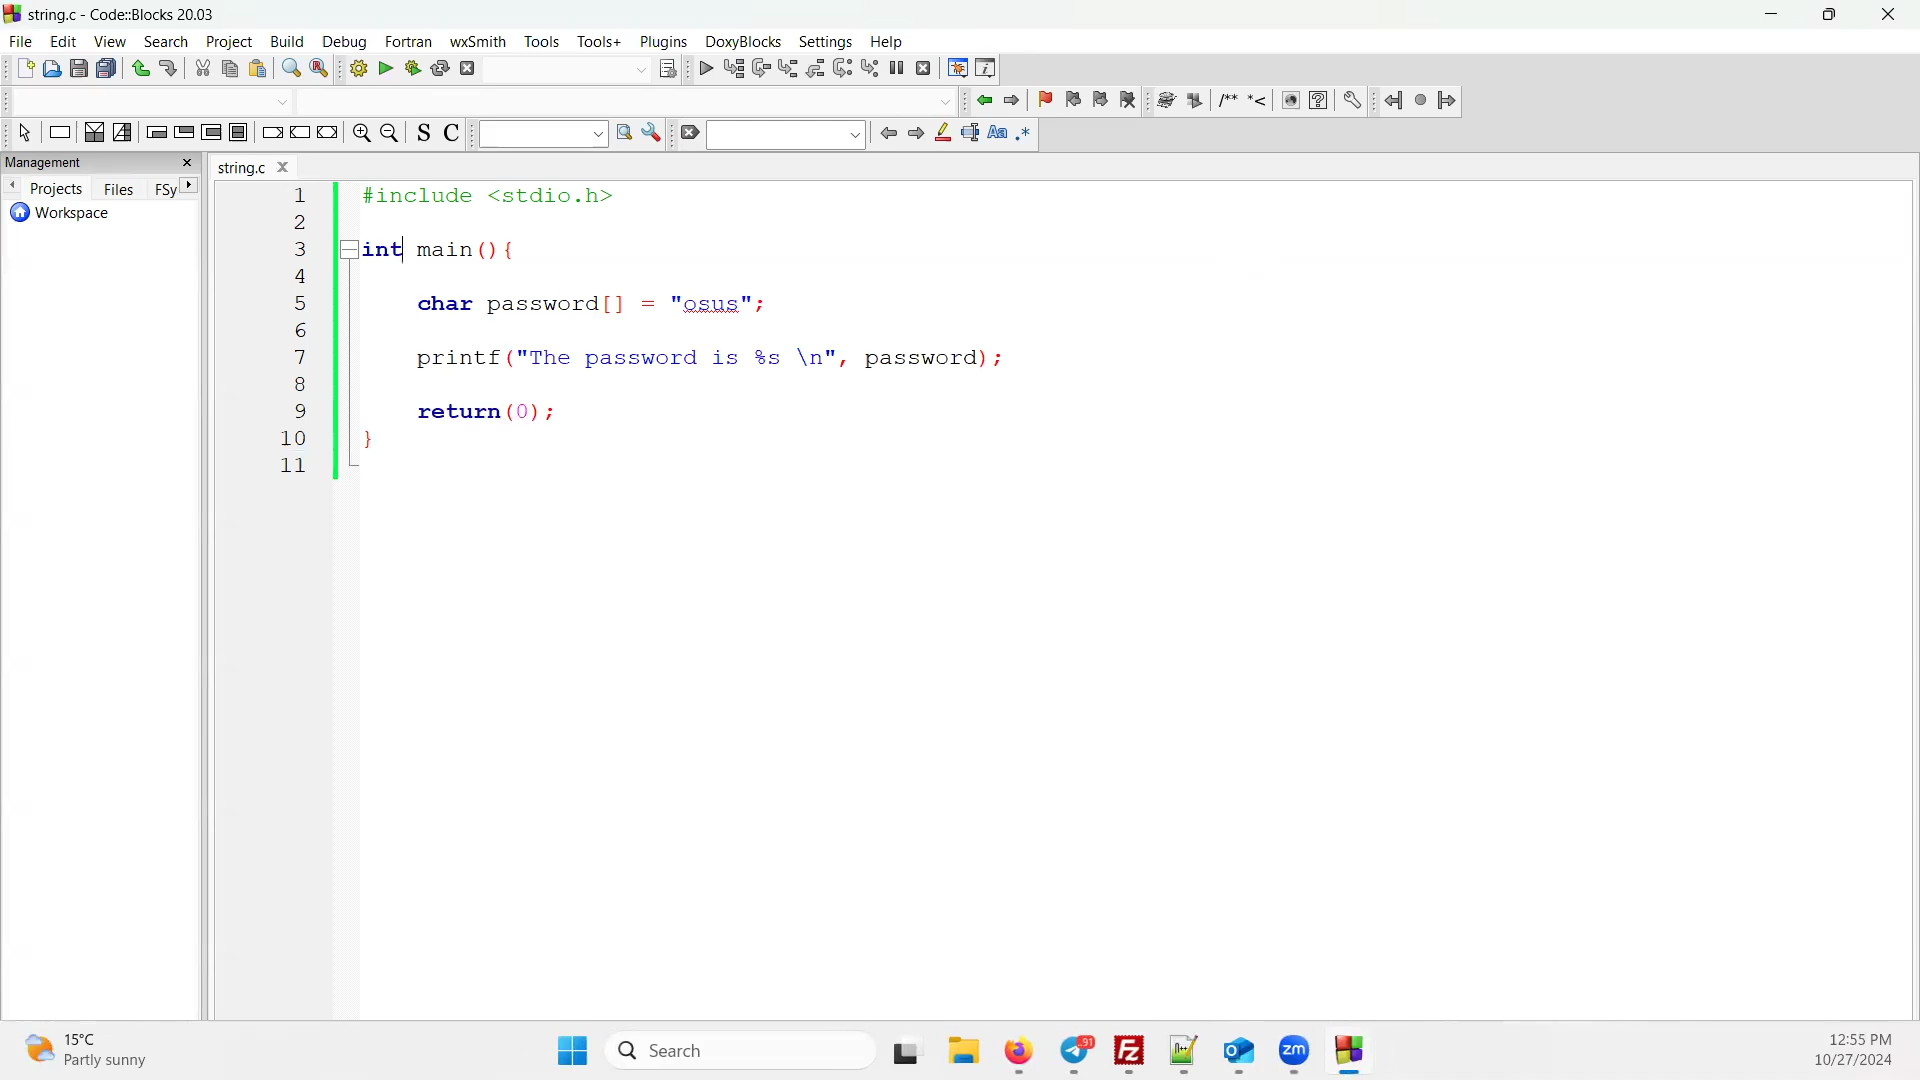 string.c - Code::Blocks 20.03
File Edit View Search Project Build Debug Fortran wxSmith Tools Tools+ Plugins DoxyBlocks Settings Help
/** *<
S C Aa .*
Management
string.c
Projects Files FSy
Workspace
1 #include <stdio.h>
2
3 int main(){
4
5 char password[] = "osus";
6
7 printf("The password is %s \n", password);
8
9 return(0);
10 }
11
15°C
Partly sunny
Search
91
zm
12:55 PM
10/27/2024